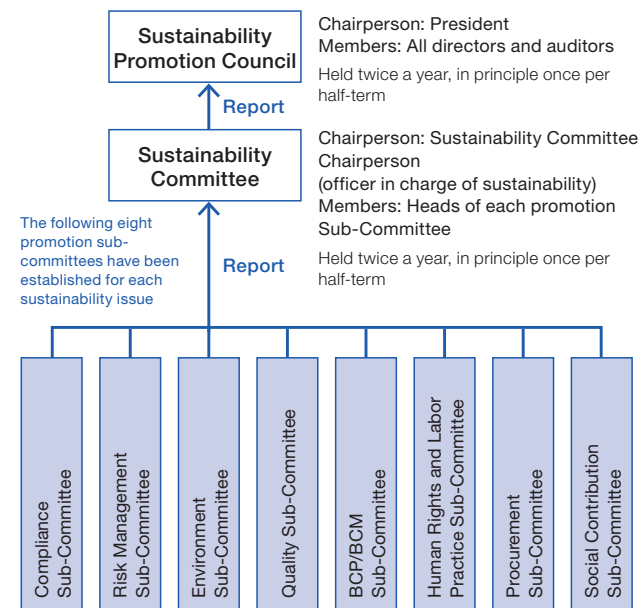 Sustainability
Promotion Council
Chairperson: President
Members: All directors and auditors
Held twice a year, in principle once per
half-term
Report
Sustainability
Committee
Chairperson: Sustainability Committee
Chairperson
(officer in charge of sustainability)
Members: Heads of each promotion
Sub-Committee
Held twice a year, in principle once per
half-term
The following eight
promotion sub-
committees have been
established for each
sustainability issue
Report
Compliance
Sub-Committee
Risk Management
Sub-Committee
Environment
Sub-Committee
Quality Sub-Committee
BCP/BCM
Sub-Committee
Human Rights and Labor
Practice Sub-Committee
Procurement
Sub-Committee
Social Contribution
Sub-Committee